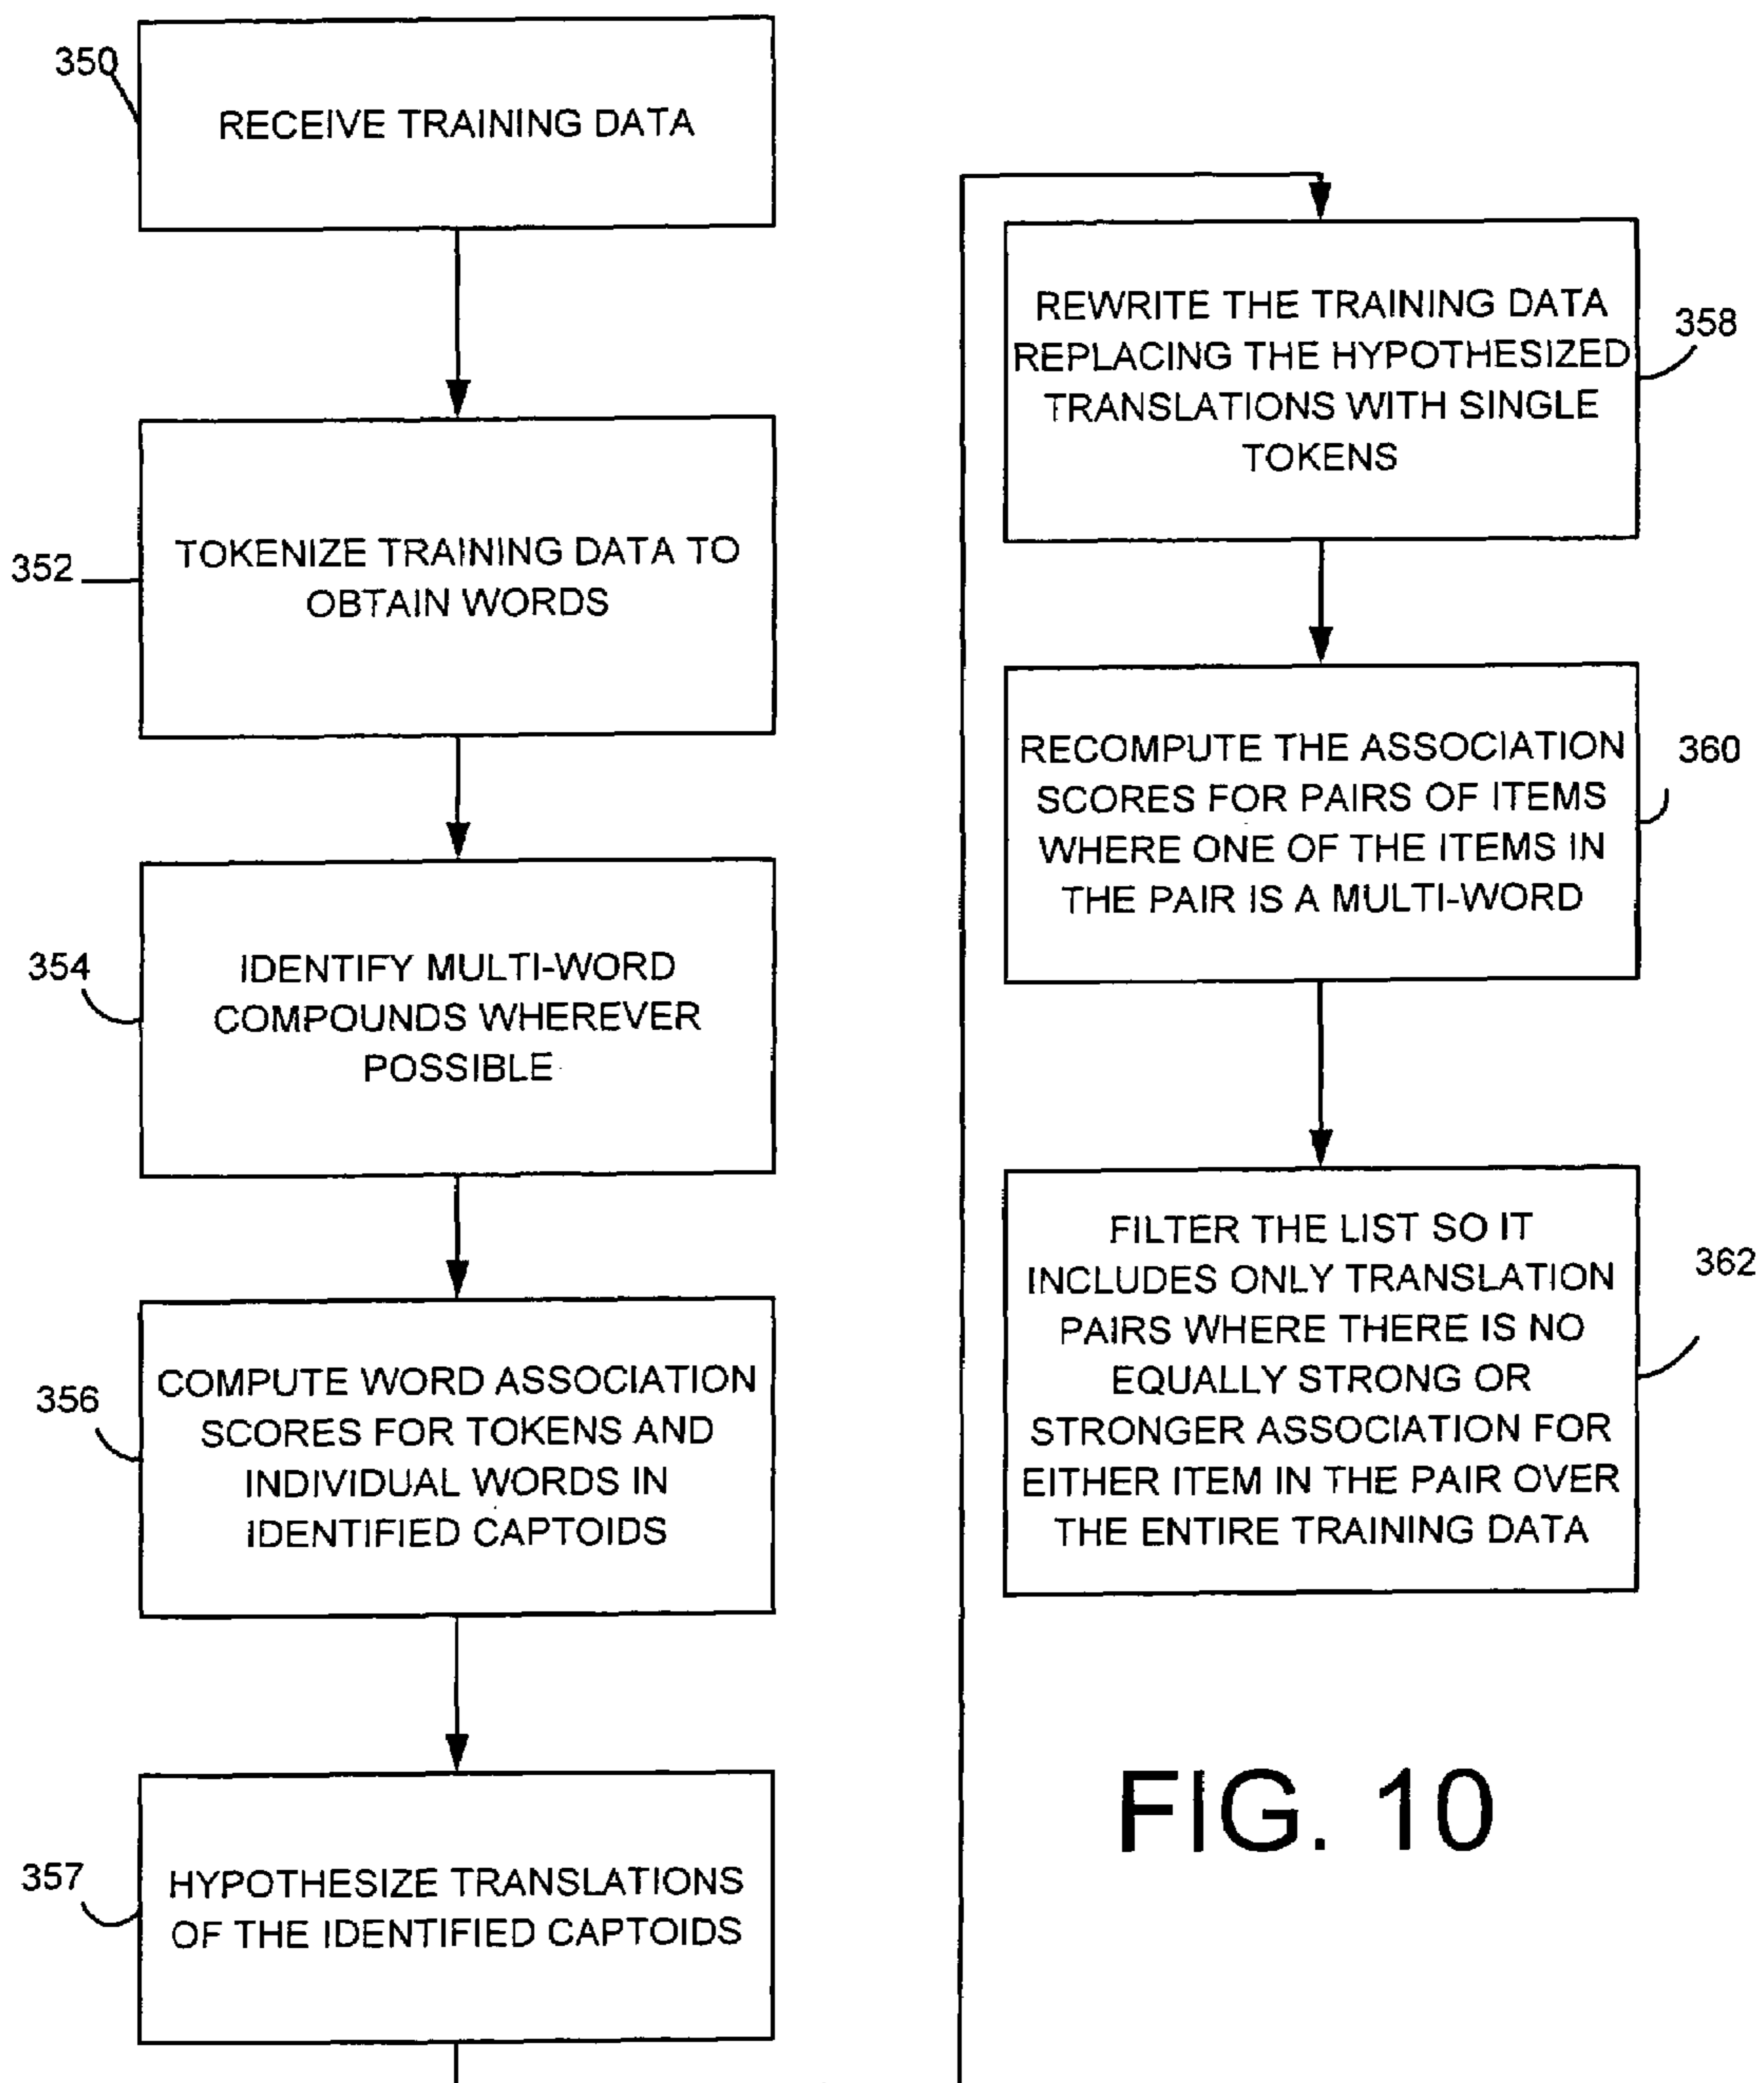 350
RECEIVE TRAINING DATA
352
TOKENIZE TRAINING DATA TO
OBTAIN WORDS
354
IDENTIFY MULTI-WORD
COMPOUNDS WHEREVER
POSSIBLE
356
COMPUTE WORD ASSOCIATION
SCORES FOR TOKENS AND
INDIVIDUAL WORDS IN
IDENTIFIED CAPTOIDS
357
HYPOTHESIZE TRANSLATIONS
OF THE IDENTIFIED CAPTOIDS
REWRITE THE TRAINING DATA
REPLACING THE HYPOTHESIZED
TRANSLATIONS WITH SINGLE
TOKENS
358
RECOMPUTE THE ASSOCIATION
SCORES FOR PAIRS OF ITEMS
WHERE ONE OF THE ITEMS IN
THE PAIR IS A MULTI-WORD
360
FILTER THE LIST SO IT
INCLUDES ONLY TRANSLATION
PAIRS WHERE THERE IS NO
EQUALLY STRONG OR
STRONGER ASSOCIATION FOR
EITHER ITEM IN THE PAIR OVER
THE ENTIRE TRAINING DATA
362
FIG. 10